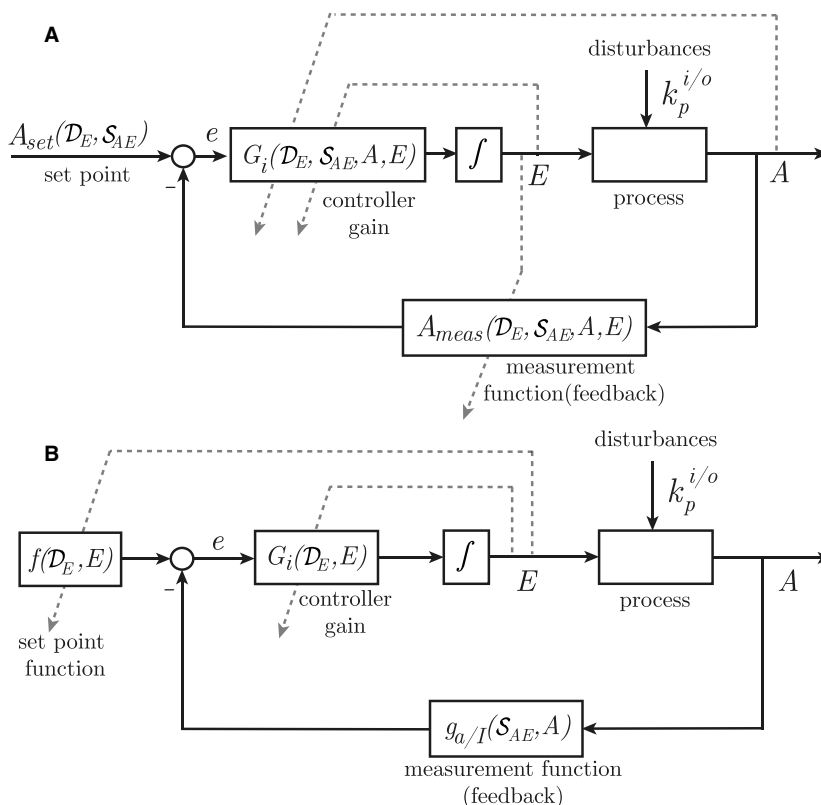 A
disturbances
k_p^{i/o}
A_set(𝒟_E, 𝒮_AE)
e
G_i(𝒟_E, 𝒮_AE, A, E)
∫
set point
–
E
A
controller
gain
process
A_meas(𝒟_E, 𝒮_AE, A, E)
measurement
function(feedback)
B
disturbances
k_p^{i/o}
f(𝒟_E, E)
e
G_i(𝒟_E, E)
∫
–
E
A
controller
gain
process
set point
function
g_{a/I}(𝒮_AE, A)
measurement function
(feedback)